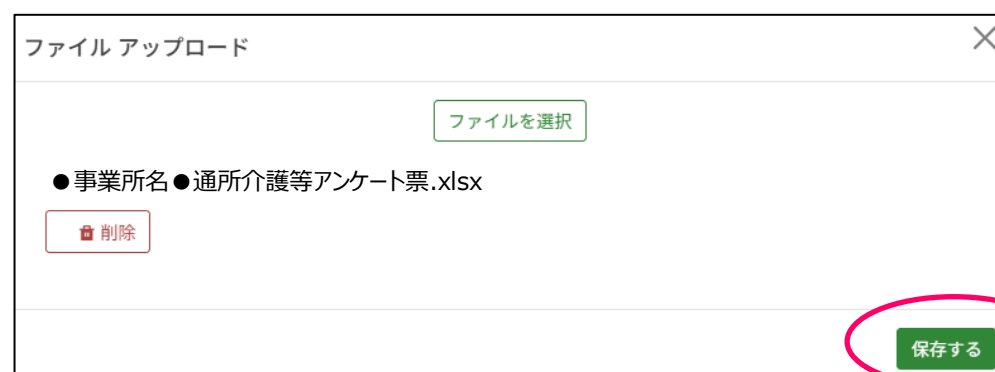 ファイル アップロード
ファイルを選択
●事業所名●通所介護等アンケート票.xlsx
削除
保存する